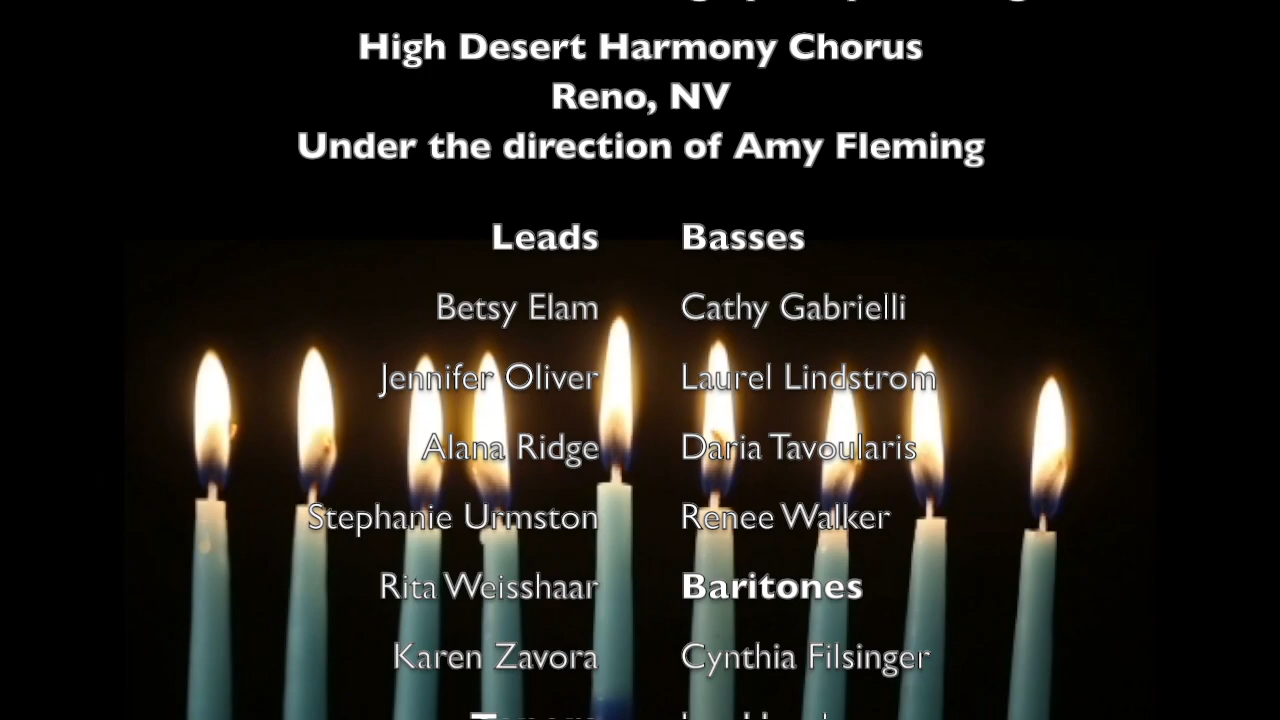 High Desert Harmony Chorus
Reno, NV
Under the direction of Amy Fleming
Leads
Betsy Elam
Jennifer Oliver
Alana Ridge
Stephanie Urmston
Rita Weisshaar
Karen Zavora
Tenors
Basses
Cathy Gabrielli
Laurel Lindstrom
Daria Tavoularis
Renee Walker
Baritones
Cynthia Filsinger